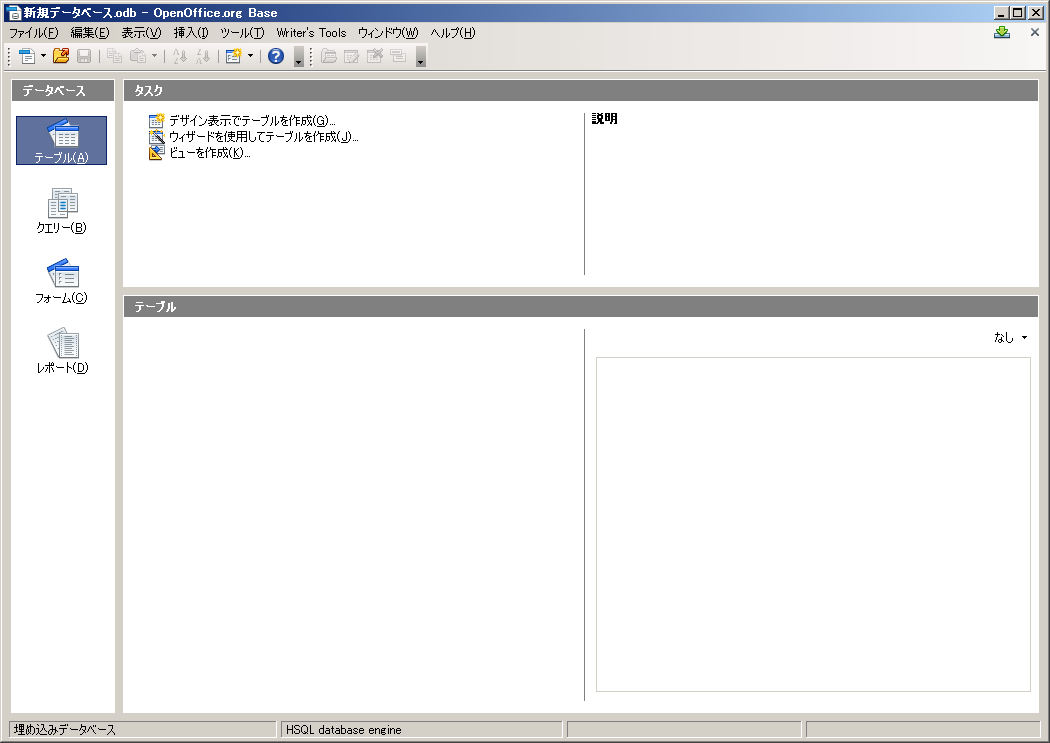 新規データベース.odb - OpenOffice.org Base
ファイル(F) 編集(E) 表示(V) 挿入(I) ツール(T) Writer's Tools ウィンドウ(W) ヘルプ(H)
データベース
タスク
テーブル(A)
クエリー(B)
フォーム(C)
レポート(D)
デザイン表示でテーブルを作成(G)...
ウィザードを使用してテーブルを作成(J)...
ビューを作成(K)...
説明
テーブル
なし
埋め込みデータベース
HSQL database engine